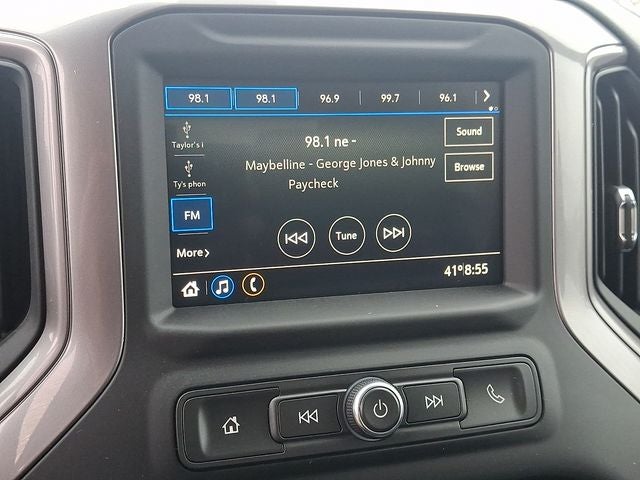 98.1 98.1 96.9 99.7 96.1
Taylor's i
98.1 ne -
Sound
Maybelline - George Jones & Johnny
Paycheck
Browse
Ty's phon
FM
Tune
More
41° 8:55